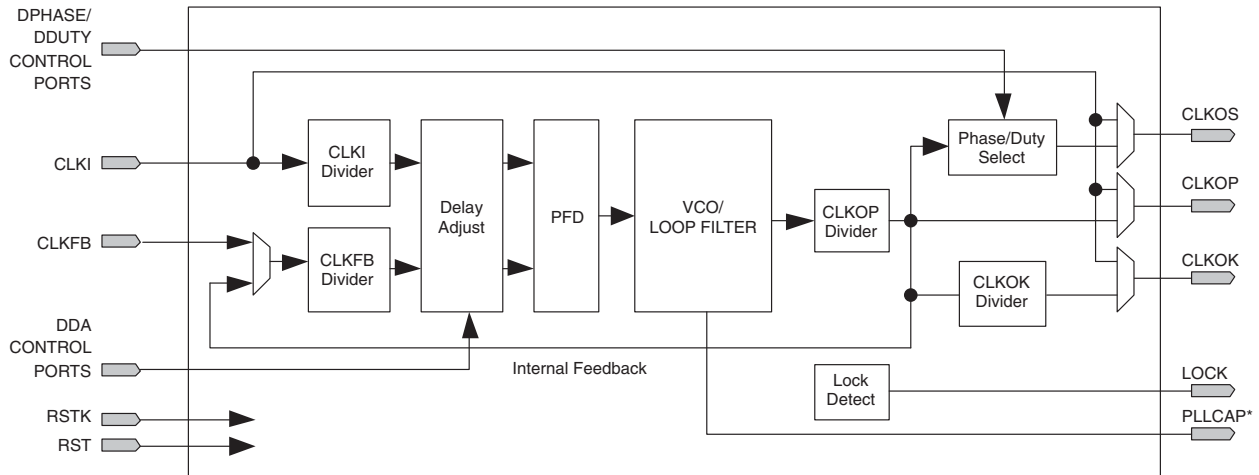 DPHASE/
DDUTY
CONTROL
PORTS
CLKI
CLKFB
DDA
CONTROL
PORTS
RSTK
RST
CLKI
Divider
CLKFB
Divider
Delay
Adjust
PFD
VCO/
LOOP FILTER
CLKOP
Divider
Phase/Duty
Select
CLKOK
Divider
Internal Feedback
Lock
Detect
CLKOS
CLKOP
CLKOK
LOCK
PLLCAP*